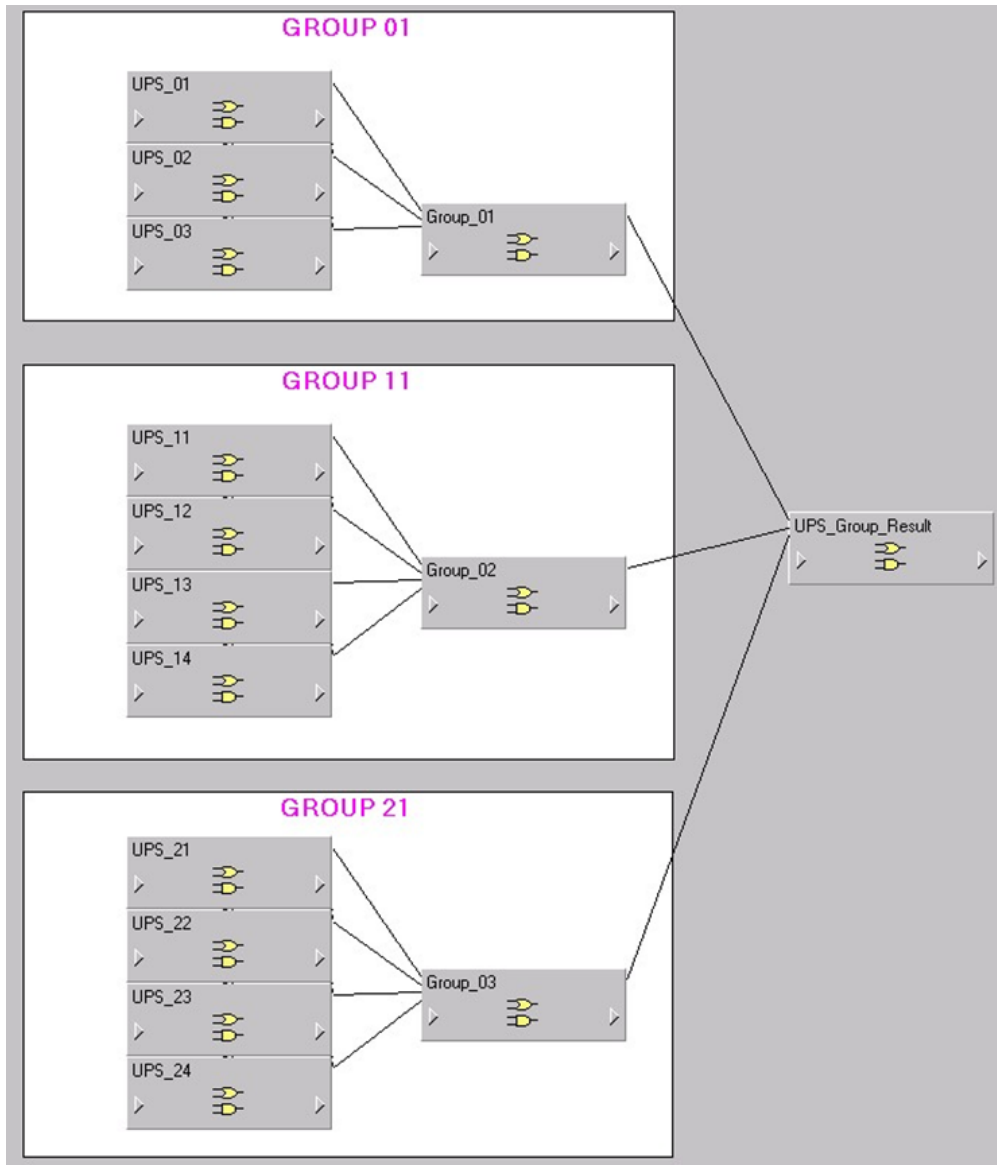 GROUP 01
UPS_01
UPS_02
UPS_03
Group_01
GROUP 11
UPS_11
UPS_12
UPS_13
UPS_14
Group_02
UPS_Group_Result
GROUP 21
UPS_21
UPS_22
UPS_23
UPS_24
Group_03